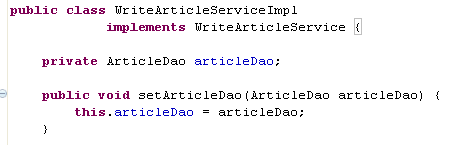 public class WriteArticleServiceImpl
implements WriteArticleService {
private ArticleDao articleDao;
public void setArticleDao(ArticleDao articleDao) {
this.articleDao = articleDao;
}